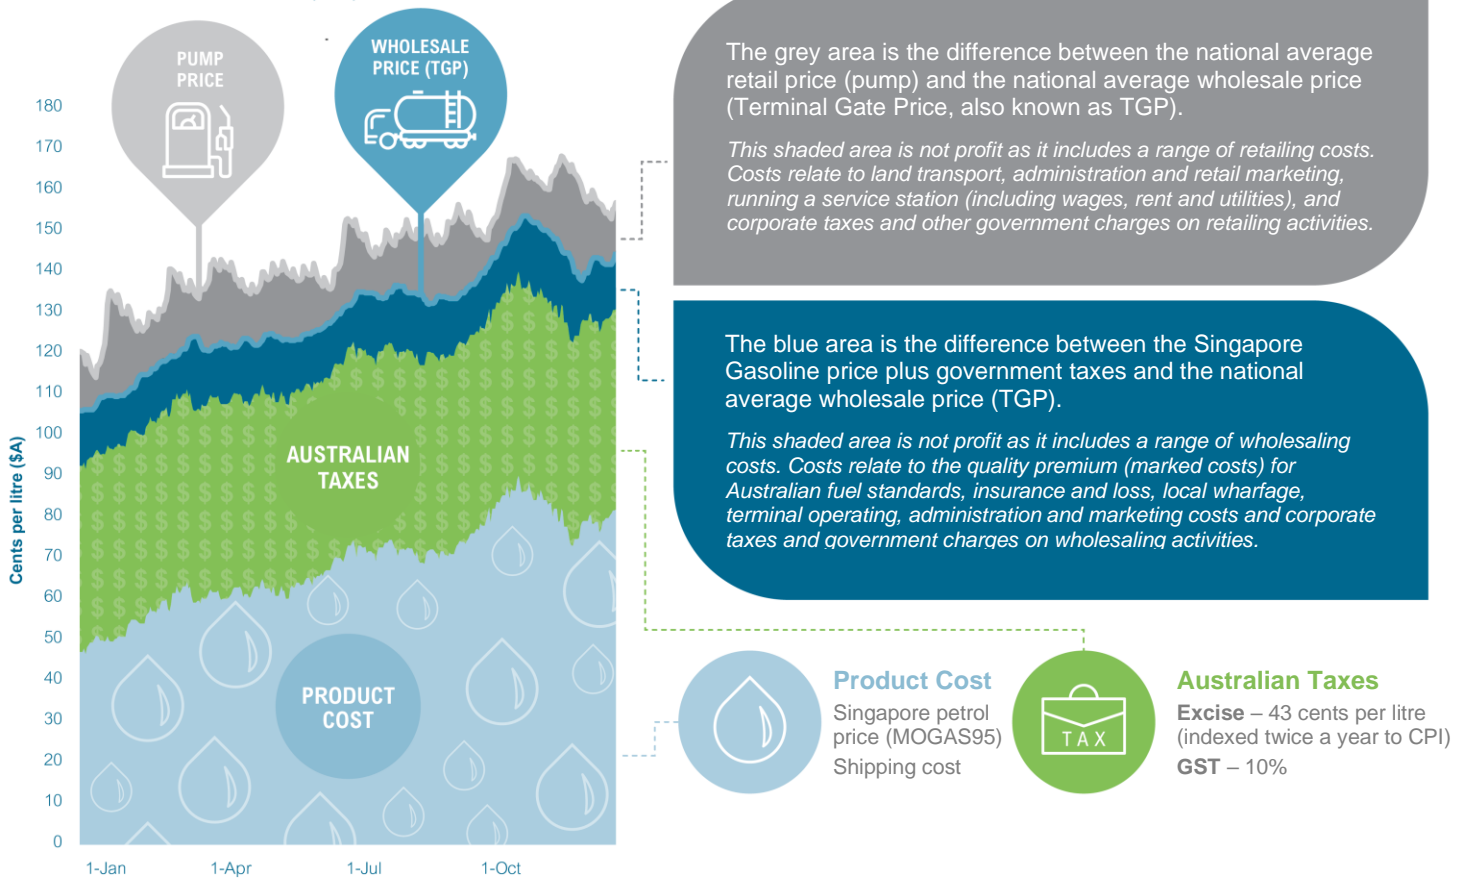 PUMP
PRICE
WHOLESALE
PRICE (TGP)
Cents per litre ($A)
180
170
160
150
140
130
120
110
100
90
80
70
60
50
40
30
20
10
0
1-Jan
1-Apr
1-Jul
1-Oct
AUSTRALIAN
TAXES
PRODUCT
COST
The grey area is the difference between the national average
retail price (pump) and the national average wholesale price
(Terminal Gate Price, also known as TGP).
This shaded area is not profit as it includes a range of retailing costs.
Costs relate to land transport, administration and retail marketing,
running a service station (including wages, rent and utilities), and
corporate taxes and other government charges on retailing activities.
The blue area is the difference between the Singapore
Gasoline price plus government taxes and the national
average wholesale price (TGP).
This shaded area is not profit as it includes a range of wholesaling
costs. Costs relate to the quality premium (marked costs) for
Australian fuel standards, insurance and loss, local wharfage,
terminal operating, administration and marketing costs and corporate
taxes and government charges on wholesaling activities.
Product Cost
Singapore petrol
price (MOGAS95)
Shipping cost
TAX
Australian Taxes
Excise – 43 cents per litre
(indexed twice a year to CPI)
GST – 10%